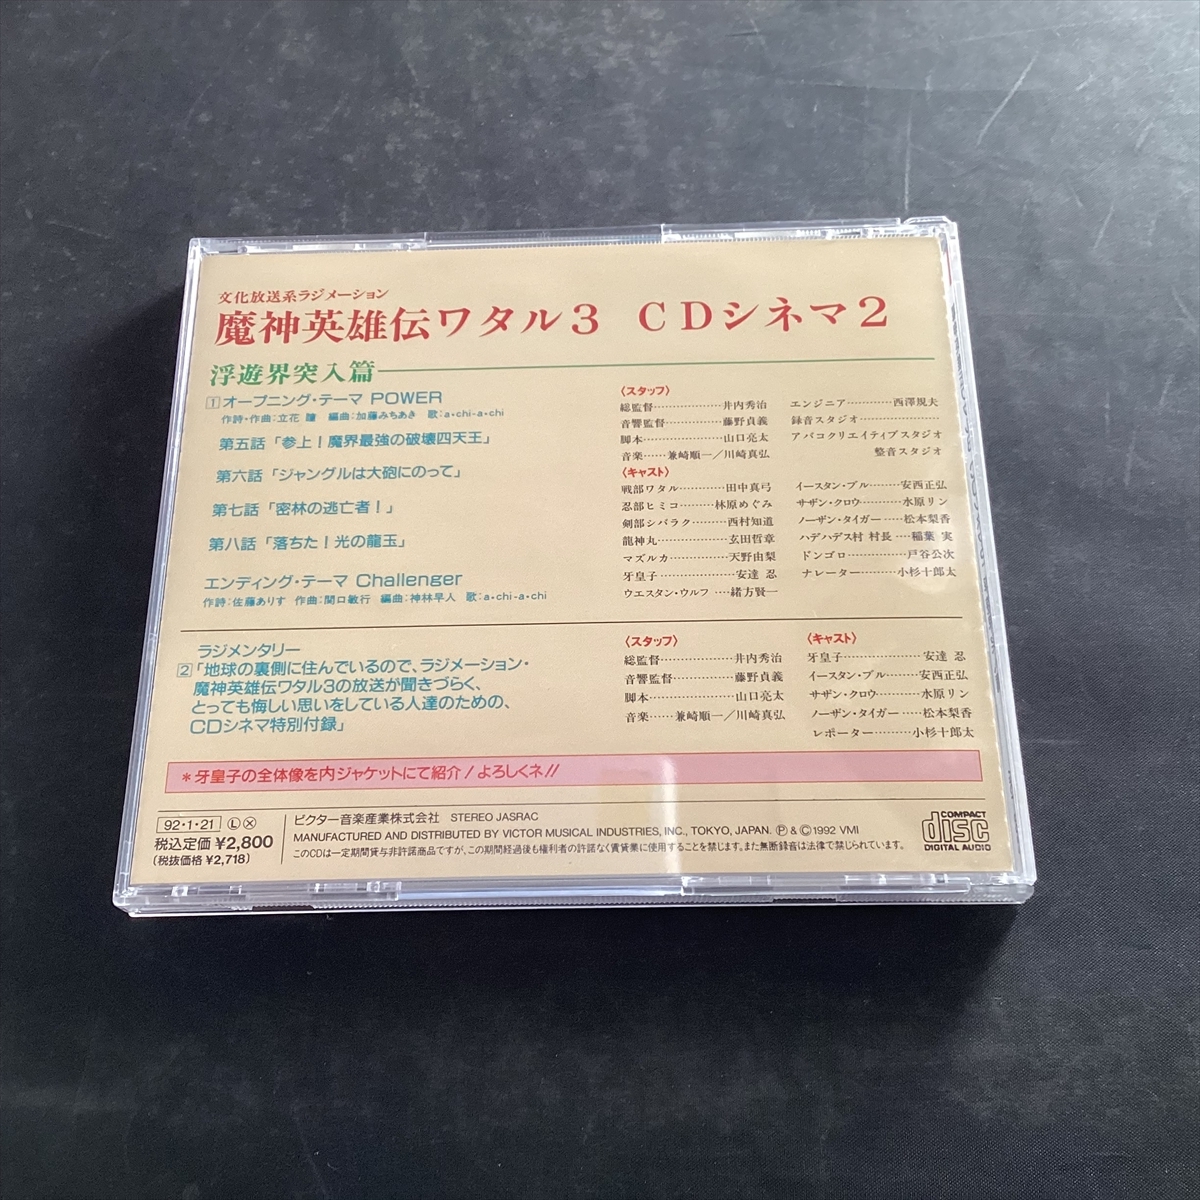 文化放送系ラジメーション
魔神英雄伝ワタル3 CDシネマ2
浮遊界突入篇
1 オープニング・テーマ POWER
作詩・作曲:立花 瞳 編曲:加藤みちあき 歌:a・chi-a・chi
第五話「参上!魔界最強の破壊四天王」
第六話「ジャングルは大砲にのって」
第七話「密林の逃亡者!」
第八話「落ちた!光の龍玉」
エンディング・テーマ Challenger
作詩:佐藤ありす 作曲:関口敏行 編曲:神林早人 歌:a・chi-a・chi
〈スタッフ〉
総監督……………井内秀治
音響監督…………藤野貞義
脚本………………山口亮太
音楽……兼崎順一/川崎真弘
エンジニア…………西澤規夫
録音スタジオ………………
アバコクリエイティブスタジオ
整音スタジオ
〈キャスト〉
戦部ワタル…………田中真弓
忍部ヒミコ………林原めぐみ
剣部シバラク………西村知道
龍神丸………………玄田哲章
マズルカ……………天野由梨
牙皇子………………安達 忍
ウエスタン・ウルフ…緒方賢一
イースタン・ブル………安西正弘
サザン・クロウ…………水原リン
ノーザン・タイガー……松本梨香
ハデハデス村 村長…稲葉 実
ドンゴロ………………戸谷公次
ナレーター…………小杉十郎太
ラジメンタリー
2「地球の裏側に住んでいるので、ラジメーション・
魔神英雄伝ワタル3の放送が聞きづらく、
とっても悔しい思いをしている人達のための、
CDシネマ特別付録」
〈スタッフ〉
総監督………………井内秀治
音響監督……………藤野貞義
脚本…………………山口亮太
音楽……兼崎順一/川崎真弘
〈キャスト〉
牙皇子………………安達 忍
イースタン・ブル………安西正弘
サザン・クロウ…………水原リン
ノーザン・タイガー……松本梨香
レポーター…………小杉十郎太
*牙皇子の全体像を内ジャケットにて紹介!よろしくネ!!
92・1・21 Ⓛ Ⓧ
税込定価¥2,800
(税抜価格¥2,718)
ビクター音楽産業株式会社 STEREO JASRAC
MANUFACTURED AND DISTRIBUTED BY VICTOR MUSICAL INDUSTRIES, INC., TOKYO, JAPAN. Ⓟ & © 1992 VMI
このCDは一定期間貸与非許諾商品ですが、この期間経過後も権利者の許諾なく賃貸業に使用することを禁じます。また無断録音は法律で禁じられています。
COMPACT
disc
DIGITAL AUDIO